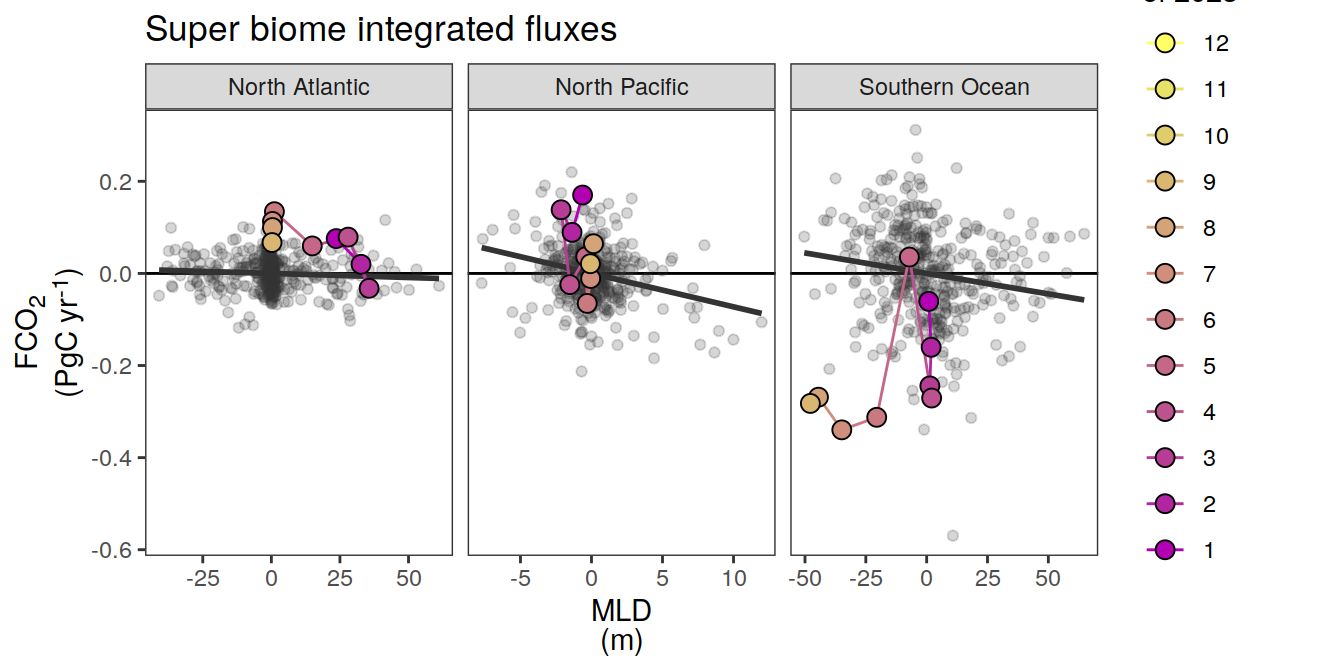 Super biome integrated fluxes
North Atlantic
North Pacific
Southern Ocean
FCO2
(PgC yr-1)
0.2
0.0
-0.2
-0.4
-0.6
-25 0 25 50
-5 0 5 10
-50 -25 0 25 50
MLD
(m)
12
11
10
9
8
7
6
5
4
3
2
1